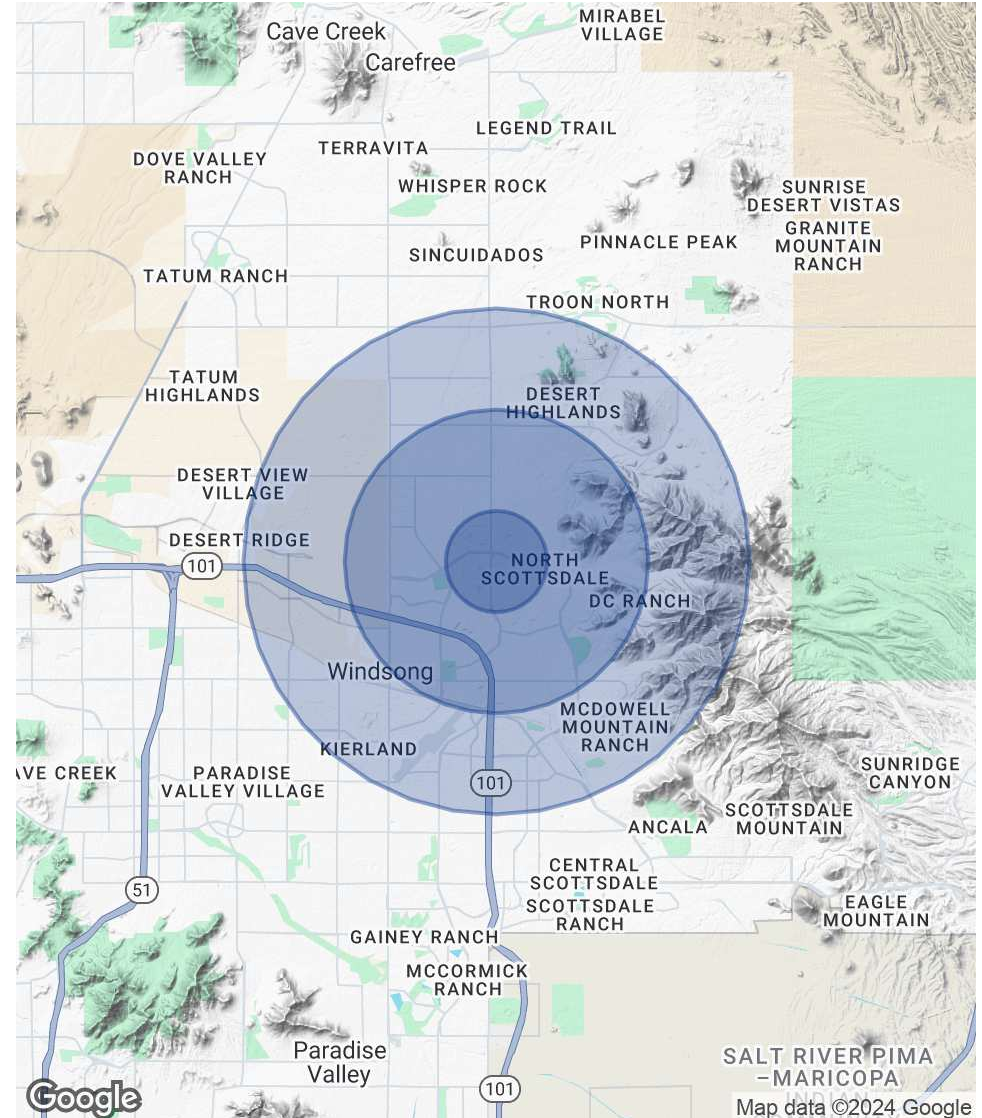 MIRABEL
VILLAGE
Cave Creek
Carefree
LEGEND TRAIL
TERRAVITA
DOVE VALLEY
RANCH
WHISPER ROCK
SUNRISE
DESERT VISTAS
GRANITE
MOUNTAIN
RANCH
PINNACLE PEAK
SINCUIDADOS
TATUM RANCH
TROON NORTH
TATUM
HIGHLANDS
DESERT
HIGHLANDS
DESERT VIEW
VILLAGE
DESERT RIDGE
101
NORTH
SCOTTSDALE
DC RANCH
Windsong
MCDOWELL
MOUNTAIN
RANCH
KIERLAND
AVE CREEK
PARADISE
VALLEY VILLAGE
101
SUNRIDGE
CANYON
ANCALA
SCOTTSDALE
MOUNTAIN
51
CENTRAL
SCOTTSDALE
SCOTTSDALE
RANCH
EAGLE
MOUNTAIN
GAINEY RANCH
MCCORMICK
RANCH
Paradise
Valley
SALT RIVER PIMA
–MARICOPA
INDIAN
101
Google
Map data ©2024 Google